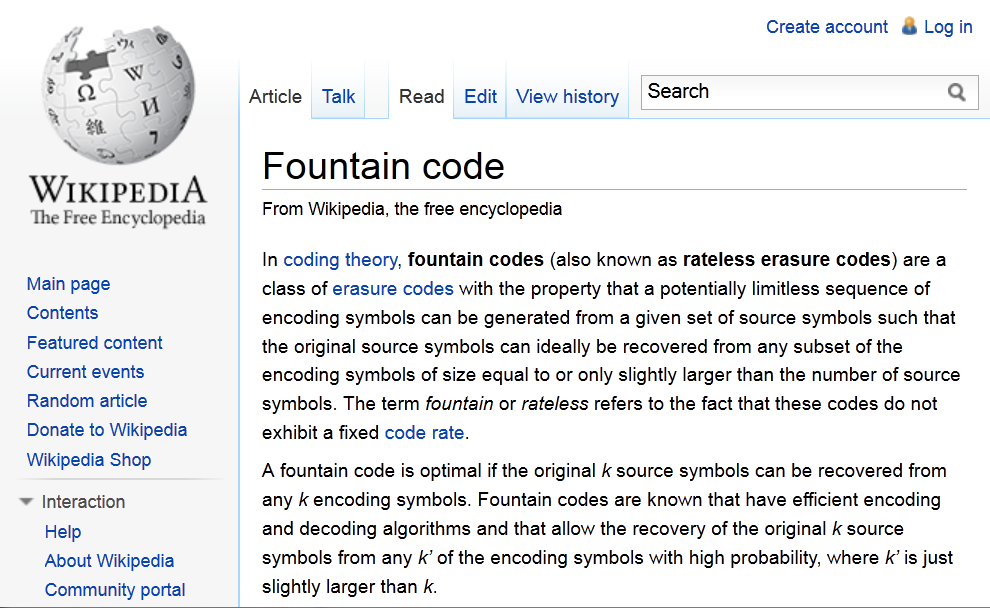 Create account Log in
Article Talk Read Edit View history Search
WIKIPEDIA
The Free Encyclopedia
Main page
Contents
Featured content
Current events
Random article
Donate to Wikipedia
Wikipedia Shop
Interaction
Help
About Wikipedia
Community portal
Fountain code
From Wikipedia, the free encyclopedia
In coding theory, fountain codes (also known as rateless erasure codes) are a
class of erasure codes with the property that a potentially limitless sequence of
encoding symbols can be generated from a given set of source symbols such that
the original source symbols can ideally be recovered from any subset of the
encoding symbols of size equal to or only slightly larger than the number of source
symbols. The term fountain or rateless refers to the fact that these codes do not
exhibit a fixed code rate.
A fountain code is optimal if the original k source symbols can be recovered from
any k encoding symbols. Fountain codes are known that have efficient encoding
and decoding algorithms and that allow the recovery of the original k source
symbols from any k’ of the encoding symbols with high probability, where k’ is just
slightly larger than k.